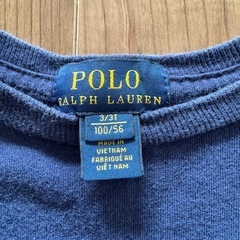 POLO
RALPH LAUREN
3/3T
100/56
MADE IN
VIETNAM
FABRIQUÉ AU
VIÊT NAM